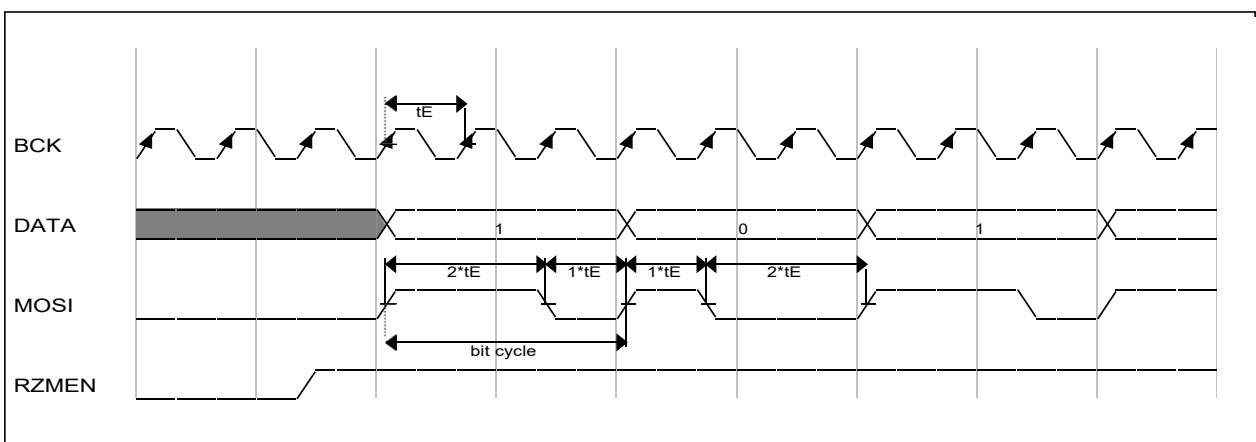 tE
BCK
DATA
1
0
1
2*tE
1*tE
1*tE
2*tE
MOSI
bit cycle
RZMEN